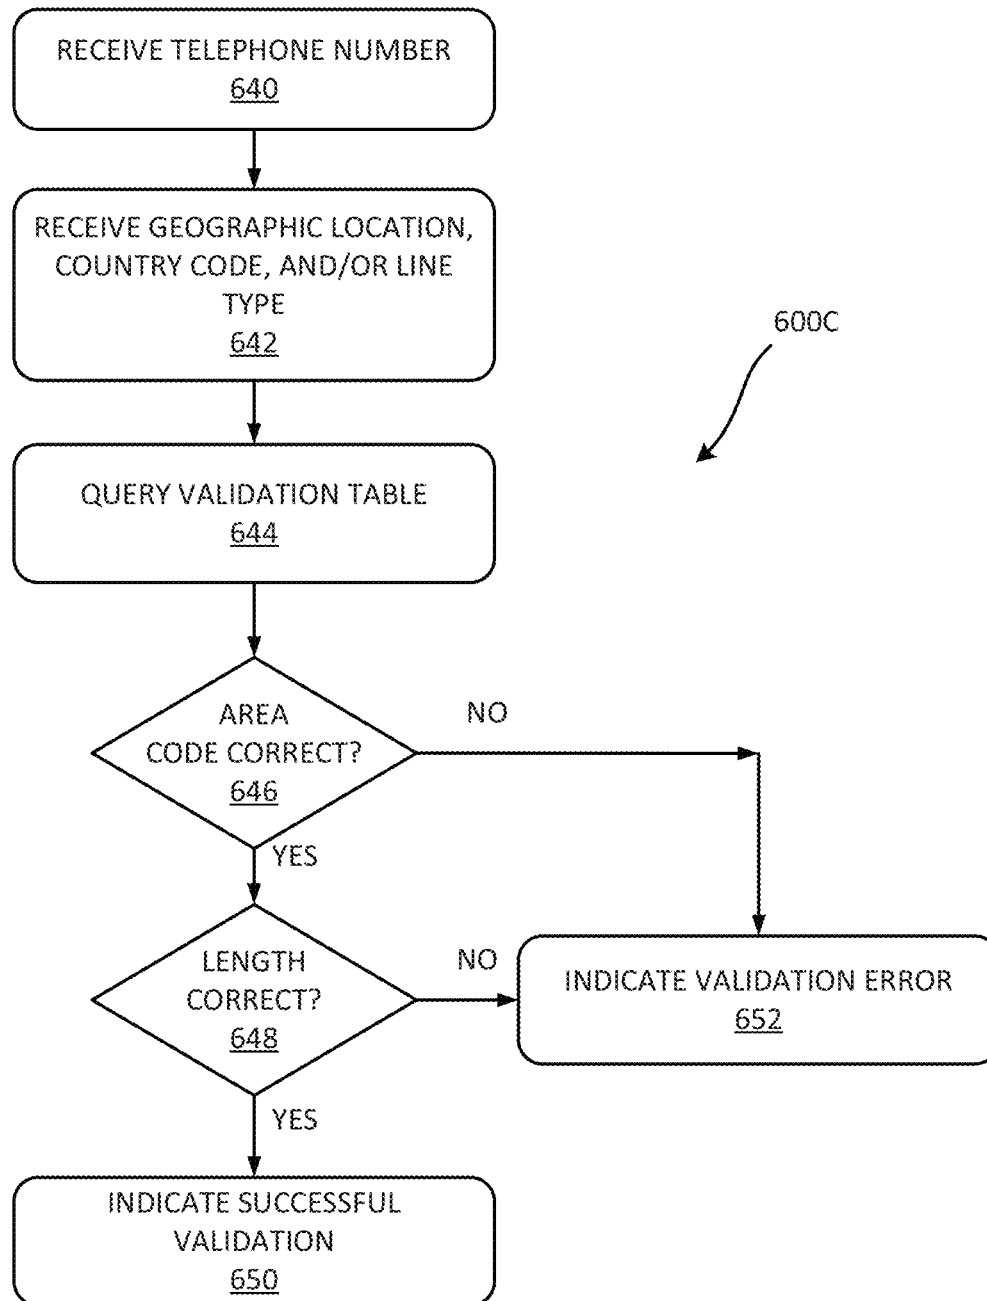 RECEIVE TELEPHONE NUMBER
640
RECEIVE GEOGRAPHIC LOCATION,
COUNTRY CODE, AND/OR LINE
TYPE
642
600C
QUERY VALIDATION TABLE
644
AREA
CODE CORRECT?
646
NO
YES
LENGTH
CORRECT?
648
NO
INDICATE VALIDATION ERROR
652
YES
INDICATE SUCCESSFUL
VALIDATION
650